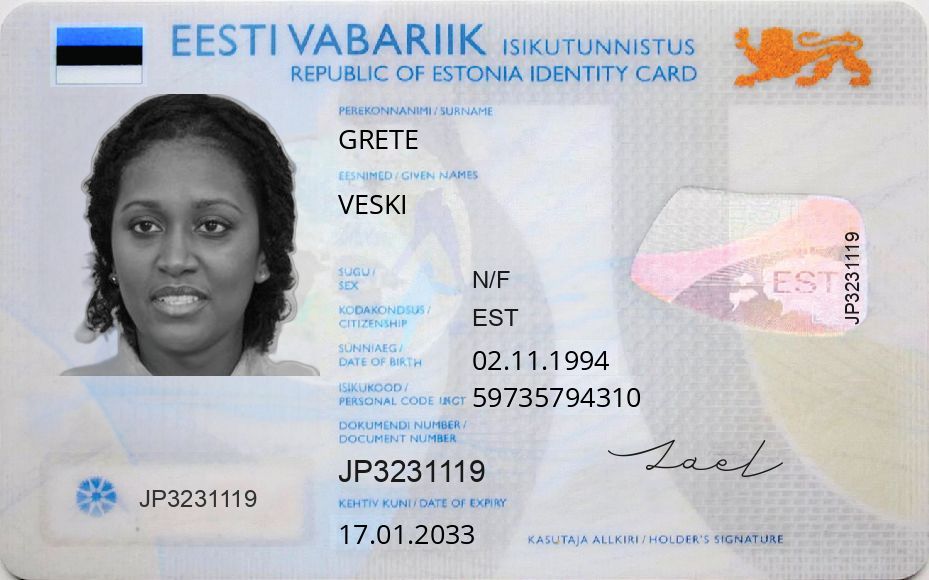 EESTI VABARIIK ISIKUTUNNISTUS
REPUBLIC OF ESTONIA IDENTITY CARD
PEREKONNANIMI / SURNAME
GRETE
EESNIMED / GIVEN NAMES
VESKI
SUGU /
SEX
N/F
KODAKONDSUS /
CITIZENSHIP
EST
SÜNNIAEG /
DATE OF BIRTH
02.11.1994
ISIKUKOOD /
PERSONAL CODE
59735794310
DOKUMENDI NUMBER /
DOCUMENT NUMBER
JP3231119
KEHTIV KUNI / DATE OF EXPIRY
17.01.2033
JP3231119
EST
JP3231119
KASUTAJA ALLKIRI / HOLDER'S SIGNATURE